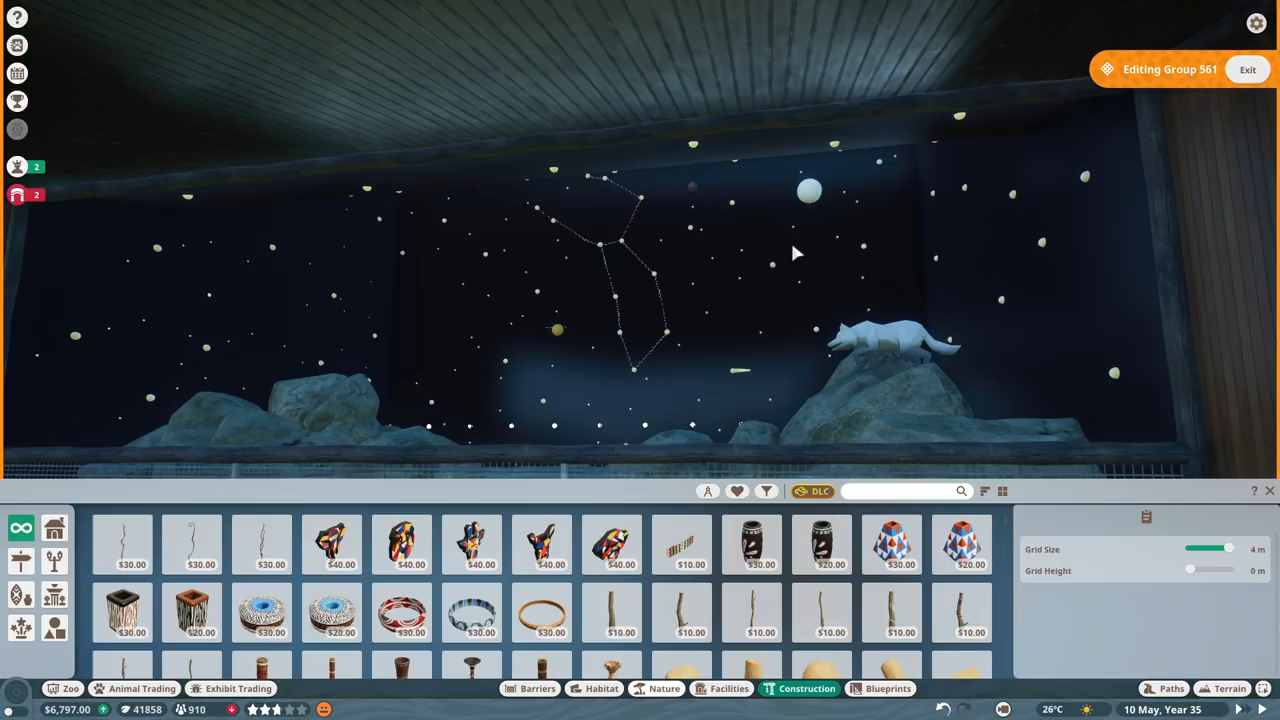 Editing Group 561
Exit
2
2
DLC
$30.00 $30.00 $30.00 $40.00 $40.00 $40.00 $40.00 $40.00 $10.00 $30.00 $20.00 $30.00 $20.00
$30.00 $20.00 $30.00 $20.00 $30.00 $30.00 $30.00 $10.00 $10.00 $10.00 $10.00 $10.00 $10.00
Grid Size 4 m
Grid Height 0 m
Zoo Animal Trading Exhibit Trading Barriers Habitat Nature Facilities Construction Blueprints Paths Terrain
$6,797.00 41858 910 26°C 10 May, Year 35